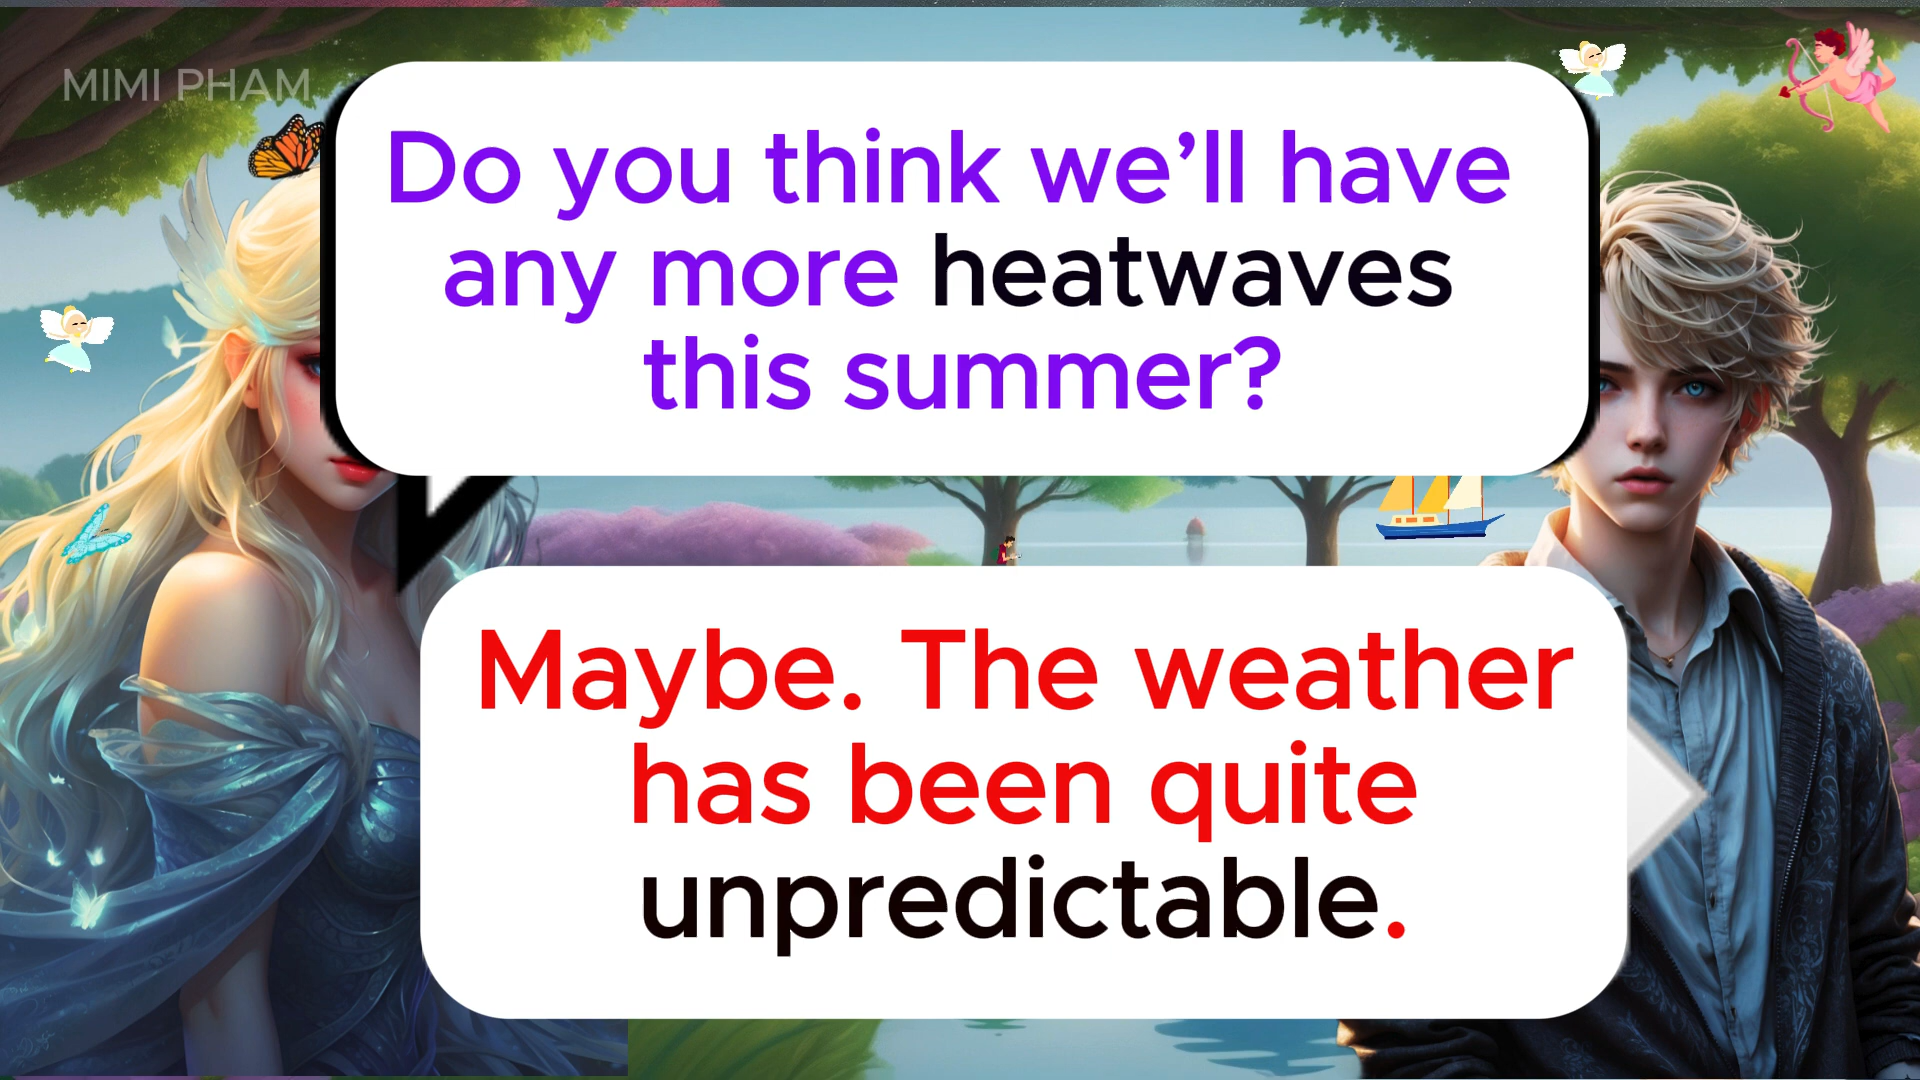 MIMI PHAM
Do you think we’ll have
any more heatwaves
this summer?
Maybe. The weather
has been quite
unpredictable.